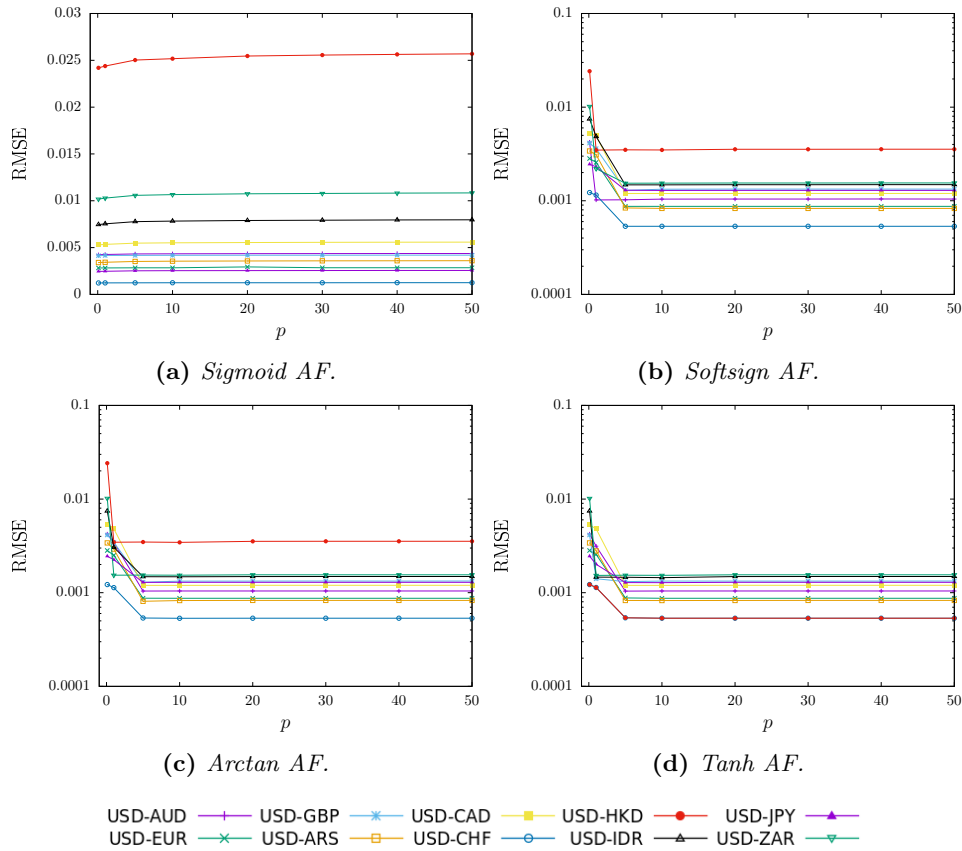 0.03
0.025
0.02
0.015
0.01
0.005
0
RMSE
0 10 20 30 40 50
p
(a) Sigmoid AF.
0.1
0.01
0.001
0.0001
RMSE
0 10 20 30 40 50
p
(b) Softsign AF.
0.1
0.01
0.001
0.0001
RMSE
0 10 20 30 40 50
p
(c) Arctan AF.
0.1
0.01
0.001
0.0001
RMSE
0 10 20 30 40 50
p
(d) Tanh AF.
USD-AUD USD-GBP USD-CAD USD-HKD USD-JPY
USD-EUR USD-ARS USD-CHF USD-IDR USD-ZAR